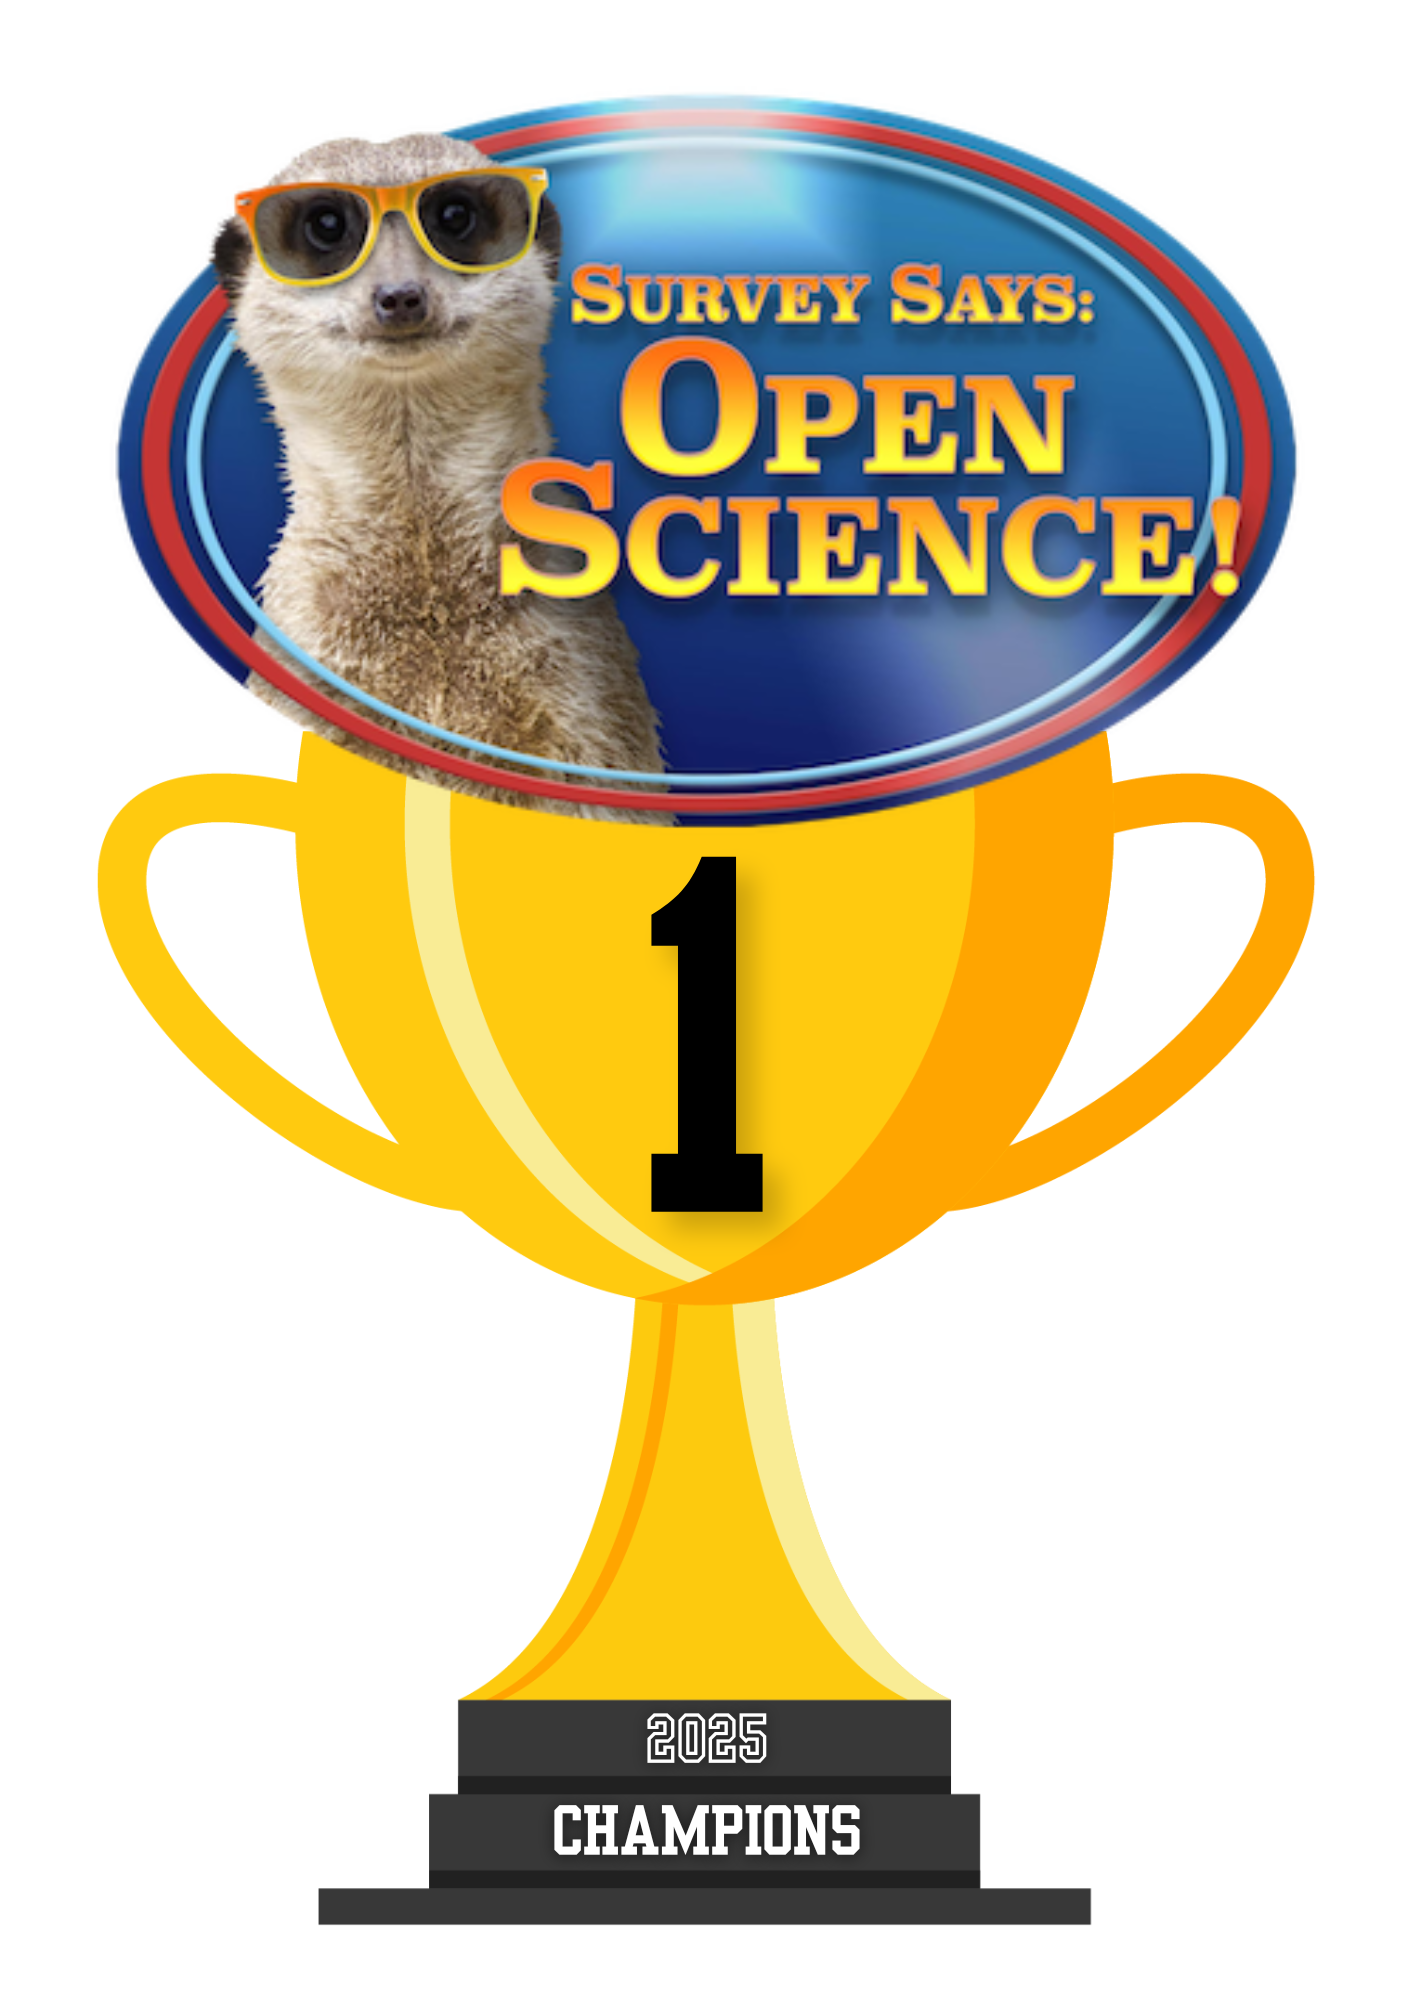 SURVEY SAYS:
OPEN
SCIENCE!
1
2025
CHAMPIONS